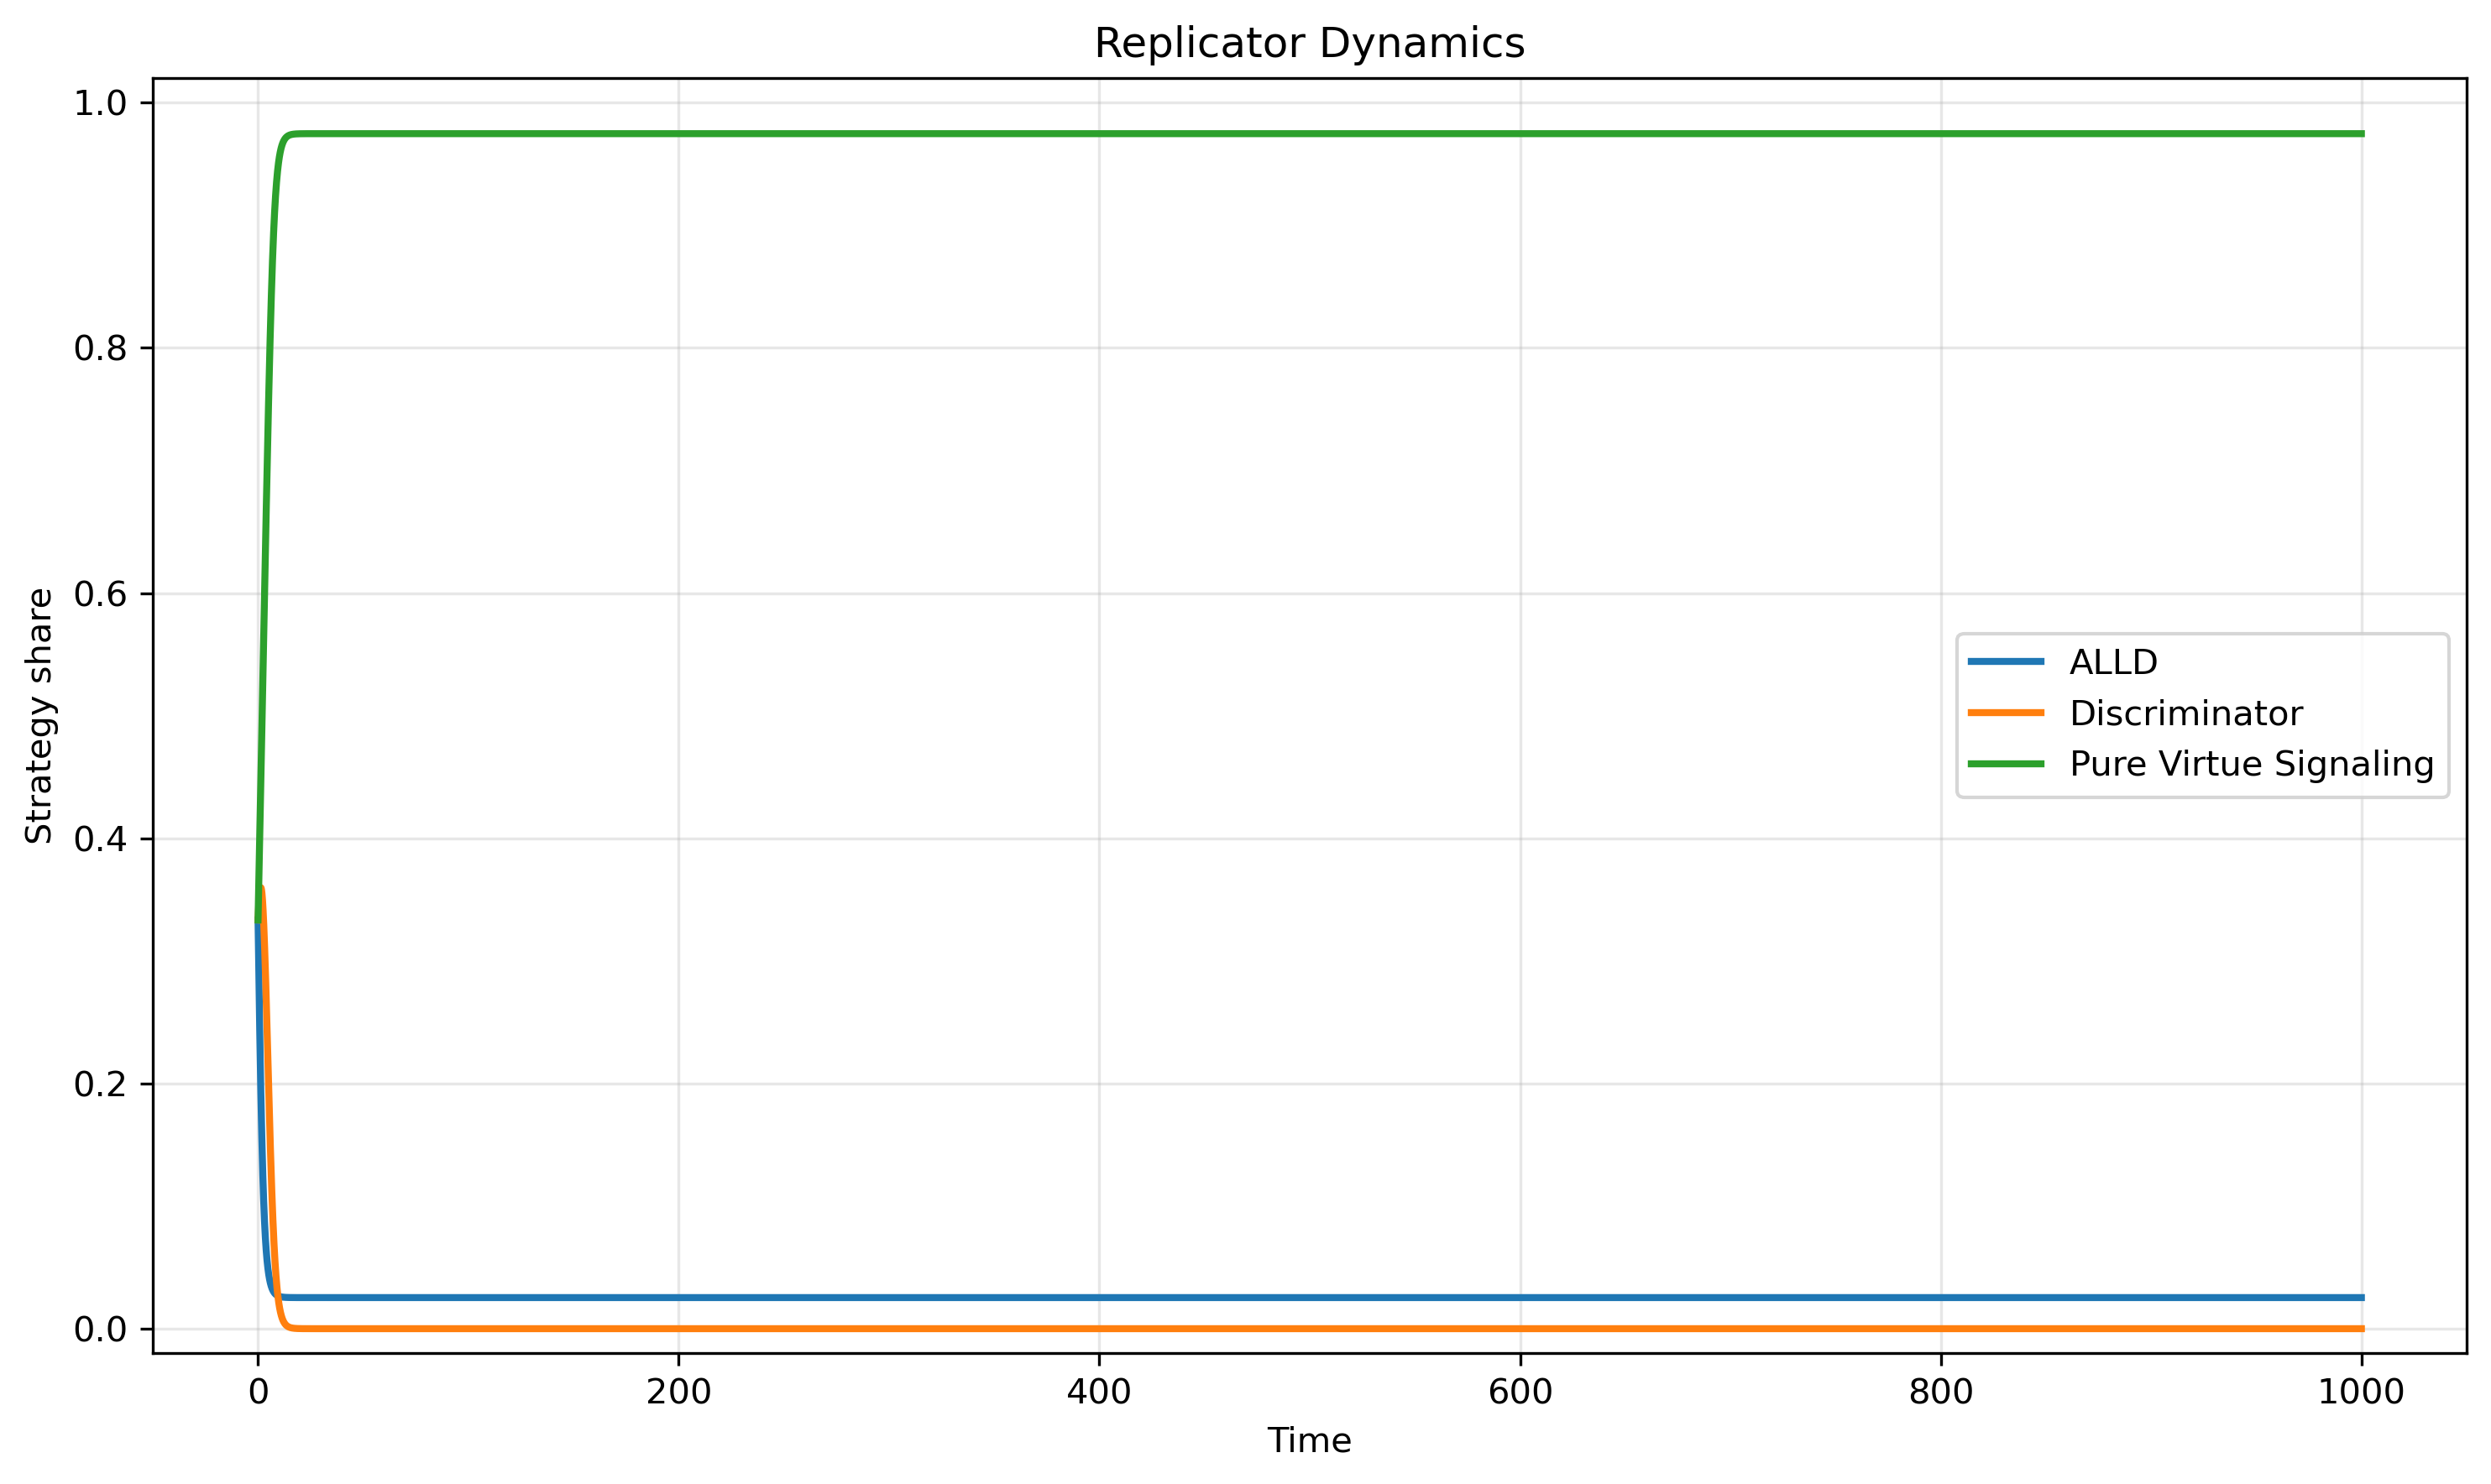 Replicator Dynamics
1.0
0.8
0.6
0.4
0.2
0.0
Strategy share
ALLD
Discriminator
Pure Virtue Signaling
0
200
400
600
800
1000
Time